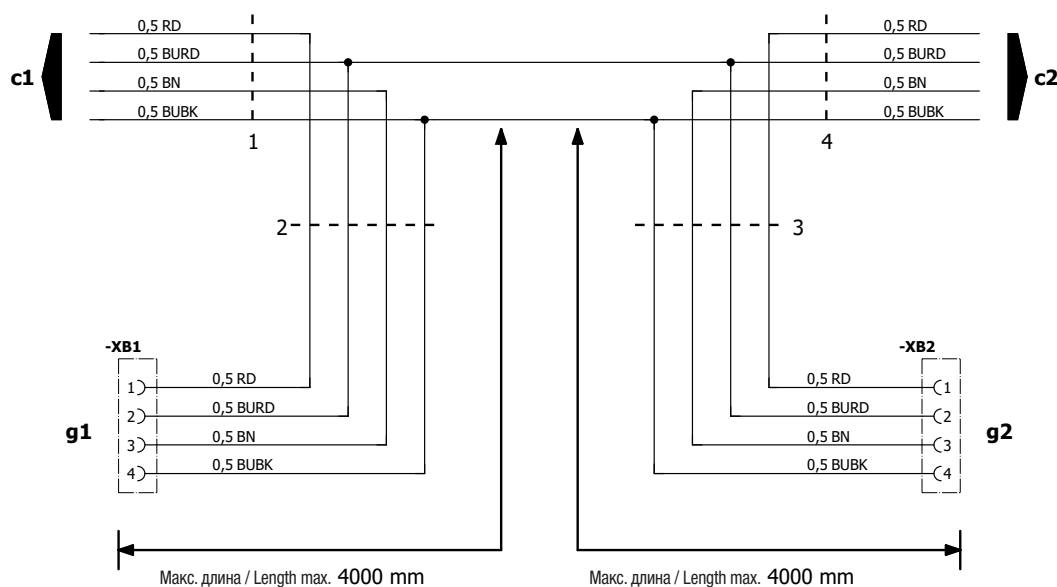 0,5 RD
0,5 RD
0,5 BURD
0,5 BURD
c1
c2
0,5 BN
0,5 BN
0,5 BUBK
0,5 BUBK
1
4
2
3
-XB1
-XB2
1
0,5 RD
0,5 RD
1
2
0,5 BURD
0,5 BURD
2
g1
g2
3
0,5 BN
0,5 BN
3
4
0,5 BUBK
0,5 BUBK
4
Макс. длина / Length max. 4000 mm
Макс. длина / Length max. 4000 mm